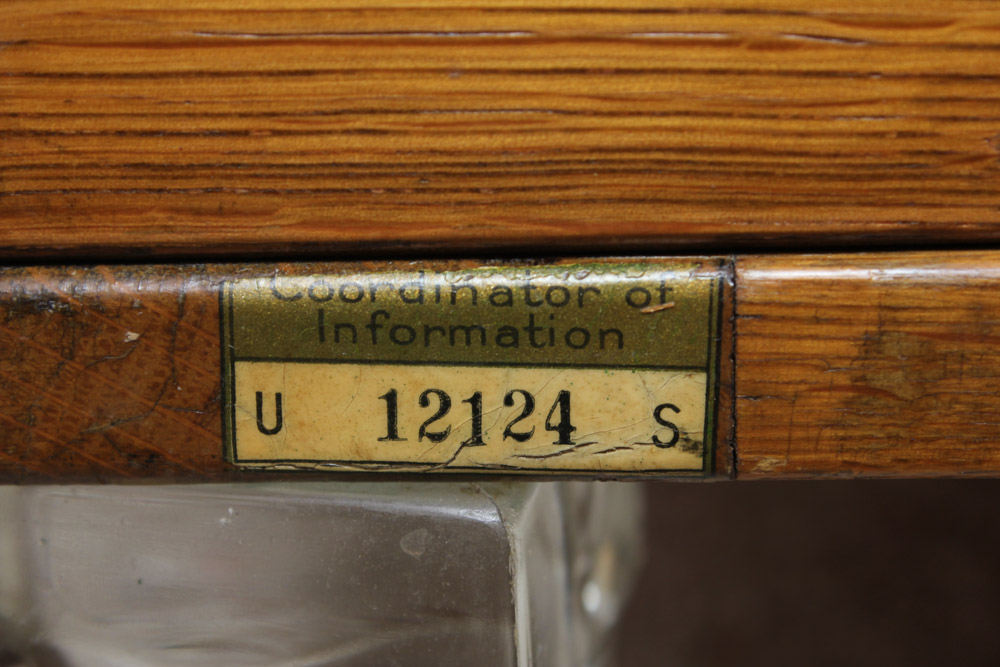 Coordinator of
Information
U 12124 S